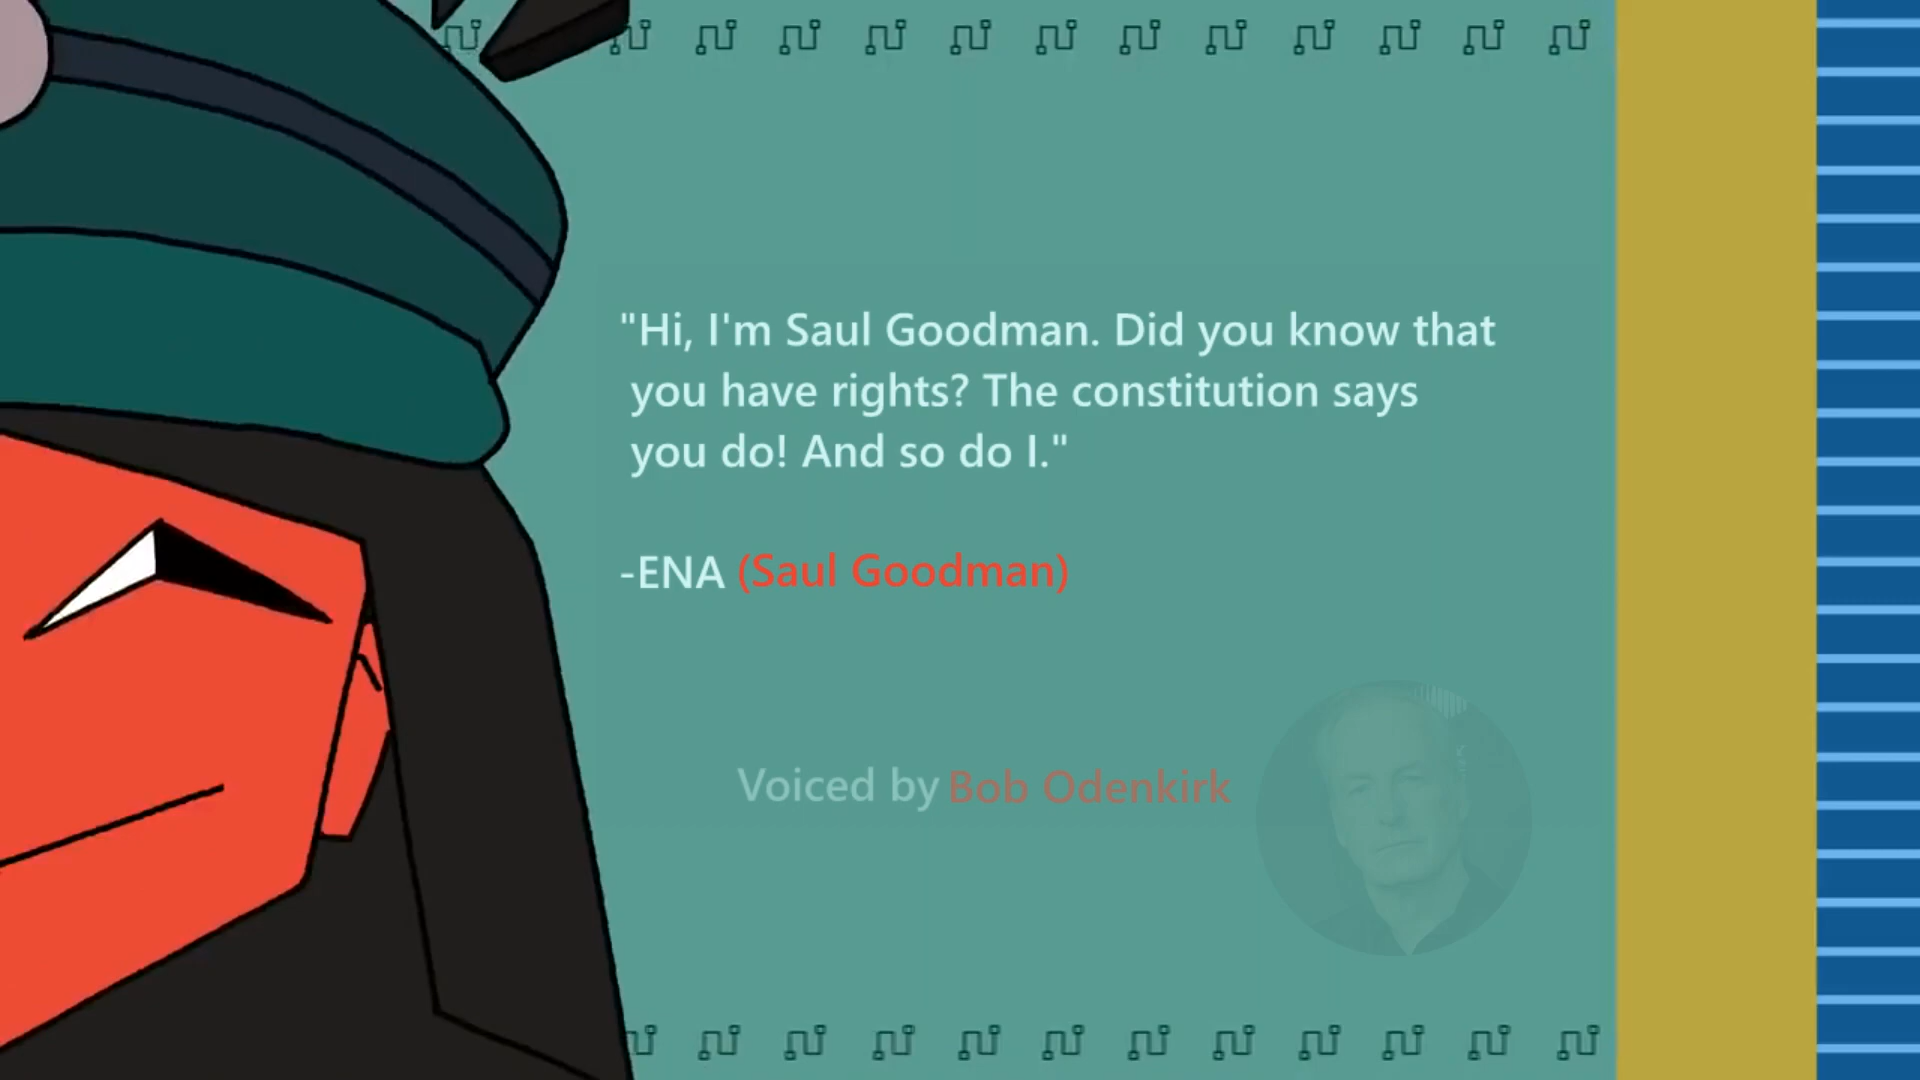 "Hi, I'm Saul Goodman. Did you know that
you have rights? The constitution says
you do! And so do I."
-ENA (Saul Goodman)
Voiced by Bob Odenkirk